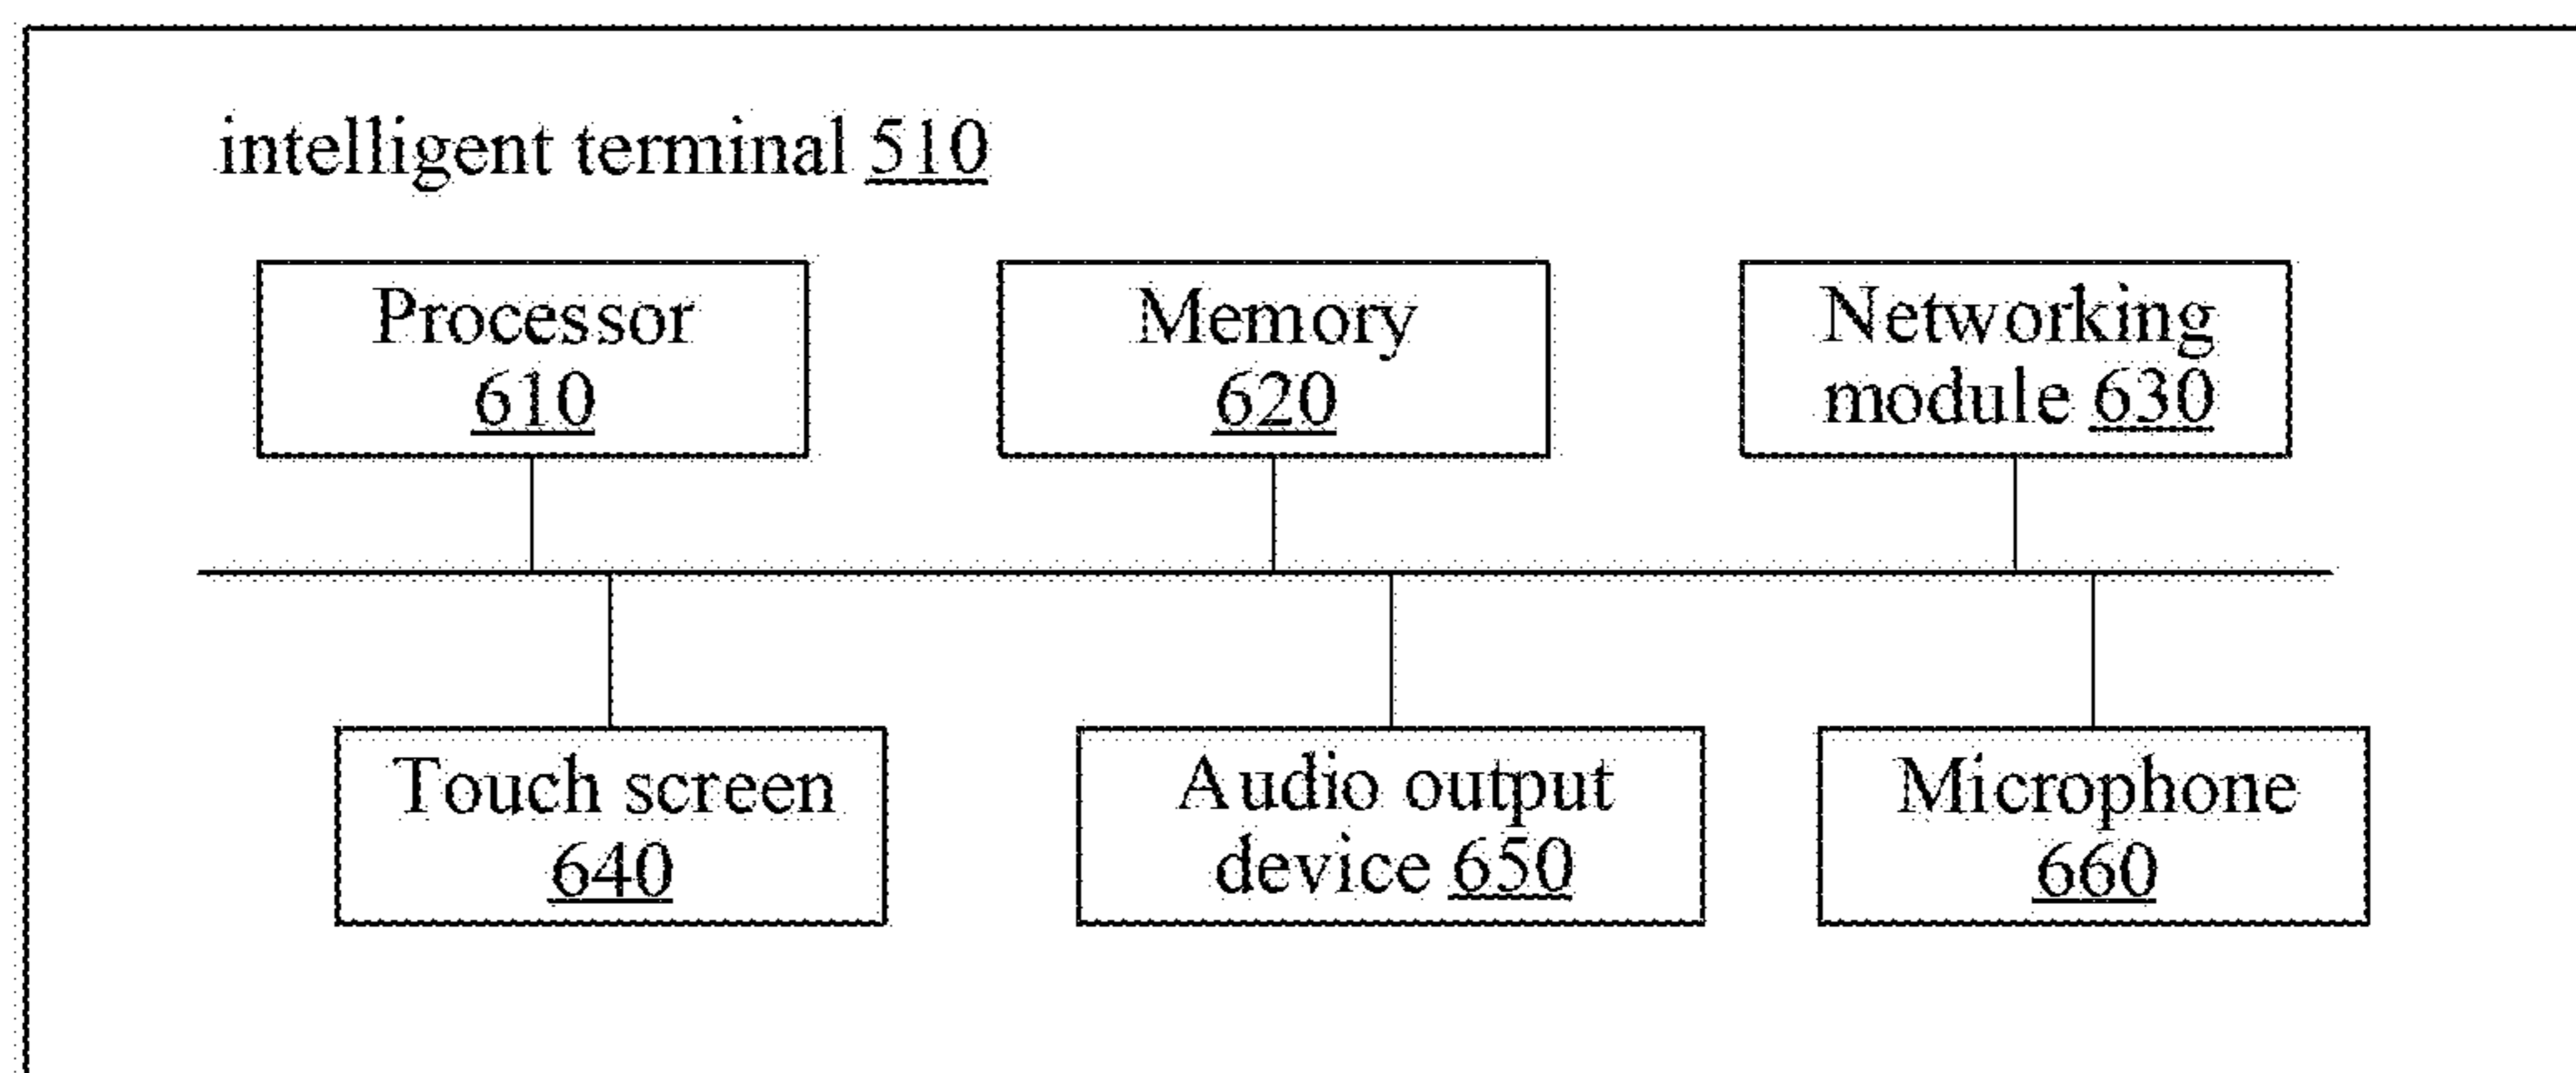 intelligent terminal 510
Processor
610
Memory
620
Networking
module 630
Touch screen
640
Audio output
device 650
Microphone
660